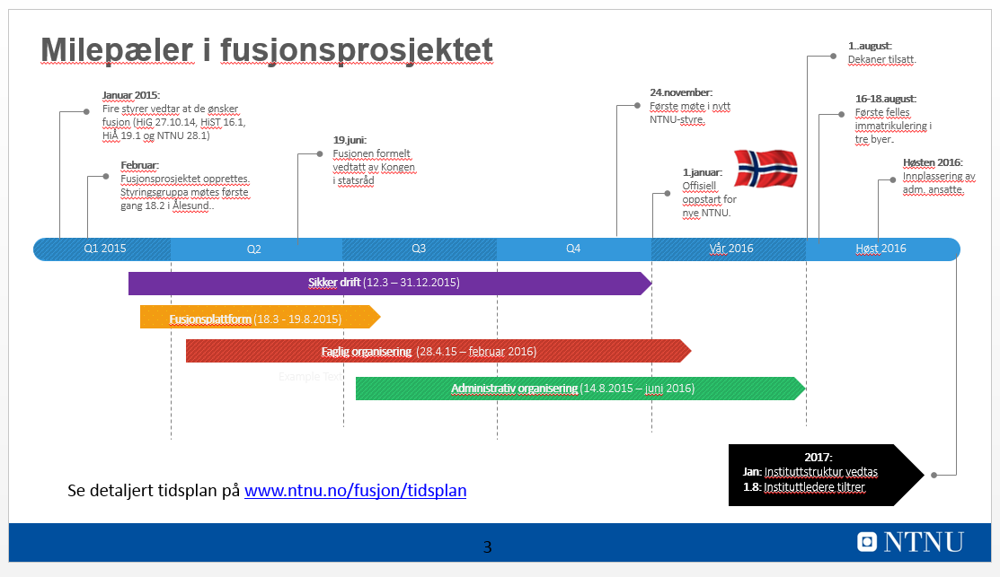 Milepæler i fusjonsprosjektet
Januar 2015:
Fire styrer vedtar at de ønsker
fusjon (HiG 27.10.14, HiST 16.1,
HiÅ 19.1 og NTNU 28.1)
Februar:
Fusjonsprosjektet opprettes.
Styringsgruppa møtes første
gang 18.2 i Ålesund..
19.juni:
Fusjonen formelt
vedtatt av Kongen
i statsråd
24.november:
Første møte i nytt
NTNU-styre.
1.januar:
Offisiell
oppstart for
nye NTNU.
1..august:
Dekaner tilsatt.
16-18.august:
Første felles
immatrikulering i
tre byer.
Høsten 2016:
Innplassering av
adm. ansatte.
Q1 2015 Q2 Q3 Q4 Vår 2016 Høst 2016
Sikker drift (12.3 – 31.12.2015)
Fusjonsplattform (18.3 - 19.8.2015)
Faglig organisering (28.4.15 – februar 2016)
Example Text
Administrativ organisering (14.8.2015 – juni 2016)
2017:
Jan: Instituttstruktur vedtas
1.8: Instituttledere tiltrer
Se detaljert tidsplan på www.ntnu.no/fusjon/tidsplan
3
NTNU